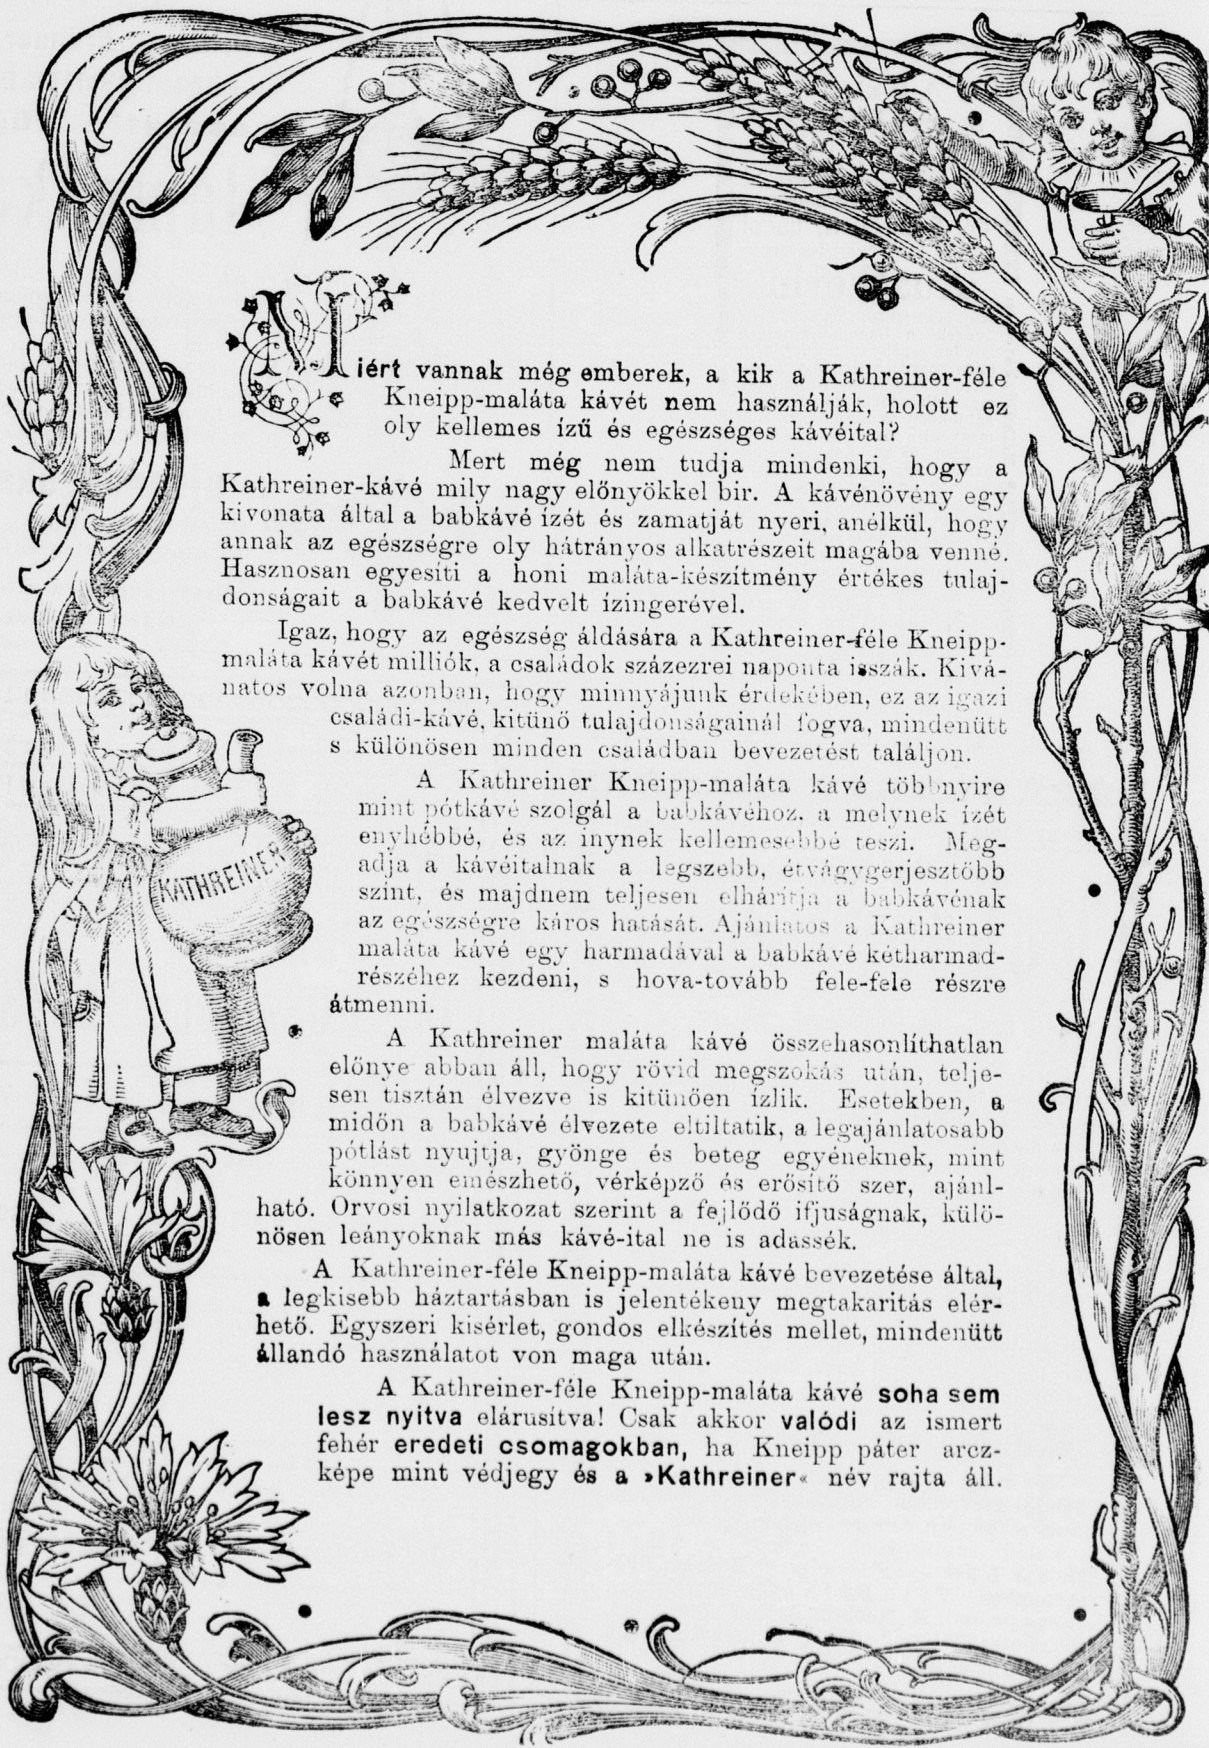 Miért vannak még emberek, a kik a Kathreiner-féle
Kneipp-maláta kávét nem használják, holott ez
oly kellemes ízű és egészséges kávéital?
Mert még nem tudja mindenki, hogy a
Kathreiner-kávé mily nagy előnyökkel bir. A kávénövény egy
kivonata által a babkávé ízét és zamatját nyeri, anélkül, hogy
annak az egészségre oly hátrányos alkatrészeit magába venné.
Hasznosan egyesíti a honi maláta-készítmény értékes tulaj-
donságait a babkávé kedvelt ízingerével.
Igaz, hogy az egészség áldására a Kathreiner-féle Kneipp-
maláta kávét milliók, a családok százezrei naponta isszák. Kivá-
natos volna azonban, hogy minnyájunk érdekében, ez az igazi
családi-kávé, kitünő tulajdonságainál fogva, mindenütt
s különösen minden családban bevezetést találjon.
A Kathreiner Kneipp-maláta kávé többnyire
mint pótkávé szolgál a babkávéhoz, a melynek ízét
enyhébbé, és az inynek kellemesebbé teszi. Meg-
adja a kávéitalnak a legszebb, étvágygerjesztőbb
színt, és majdnem teljesen elhárítja a babkávénak
az egészségre káros hatását. Ajánlatos a Kathreiner
maláta kávé egy harmadával a babkávé kétharmad-
részéhez kezdeni, s hova-tovább fele-fele részre
átmenni.
KATHREINER
A Kathreiner maláta kávé összehasonlíthatlan
előnye abban áll, hogy rövid megszokás után, telje-
sen tisztán élvezve is kitünően ízlik. Esetekben, a
midőn a babkávé élvezete eltiltatik, a legajánlatosabb
pótlást nyujtja, gyönge és beteg egyéneknek, mint
könnyen emészhető, vérképző és erősítő szer, ajánl-
ható. Orvosi nyilatkozat szerint a fejlődő ifjuságnak, külö-
nösen leányoknak más kávé-ital ne is adassék.
A Kathreiner-féle Kneipp-maláta kávé bevezetése által,
a legkisebb háztartásban is jelentékeny megtakaritás elér-
hető. Egyszeri kisérlet, gondos elkészítés mellet, mindenütt
állandó használatot von maga után.
A Kathreiner-féle Kneipp-maláta kávé soha sem
lesz nyitva elárusítva! Csak akkor valódi az ismert
fehér eredeti csomagokban, ha Kneipp páter arcz-
képe mint védjegy és a »Kathreiner« név rajta áll.